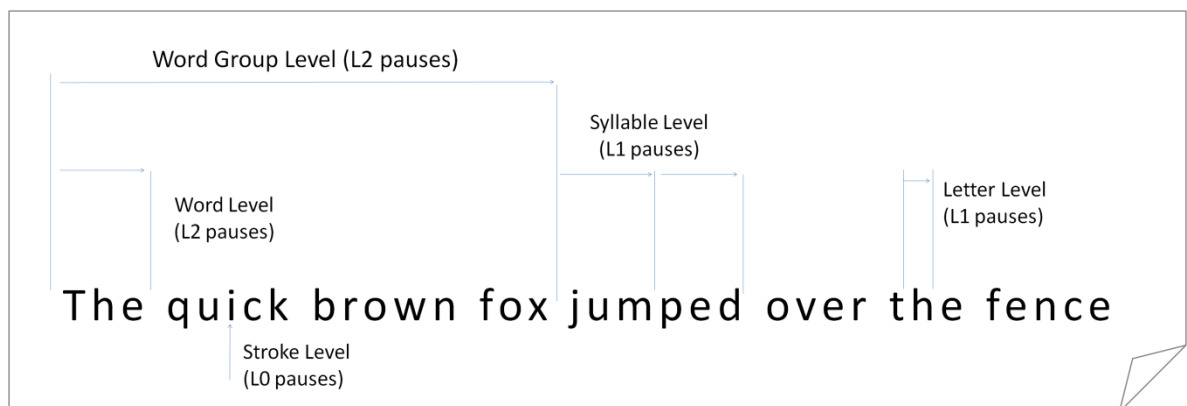 Word Group Level (L2 pauses)
Syllable Level
(L1 pauses)
Letter Level
(L1 pauses)
Word Level
(L2 pauses)
The quick brown fox jumped over the fence
Stroke Level
(L0 pauses)